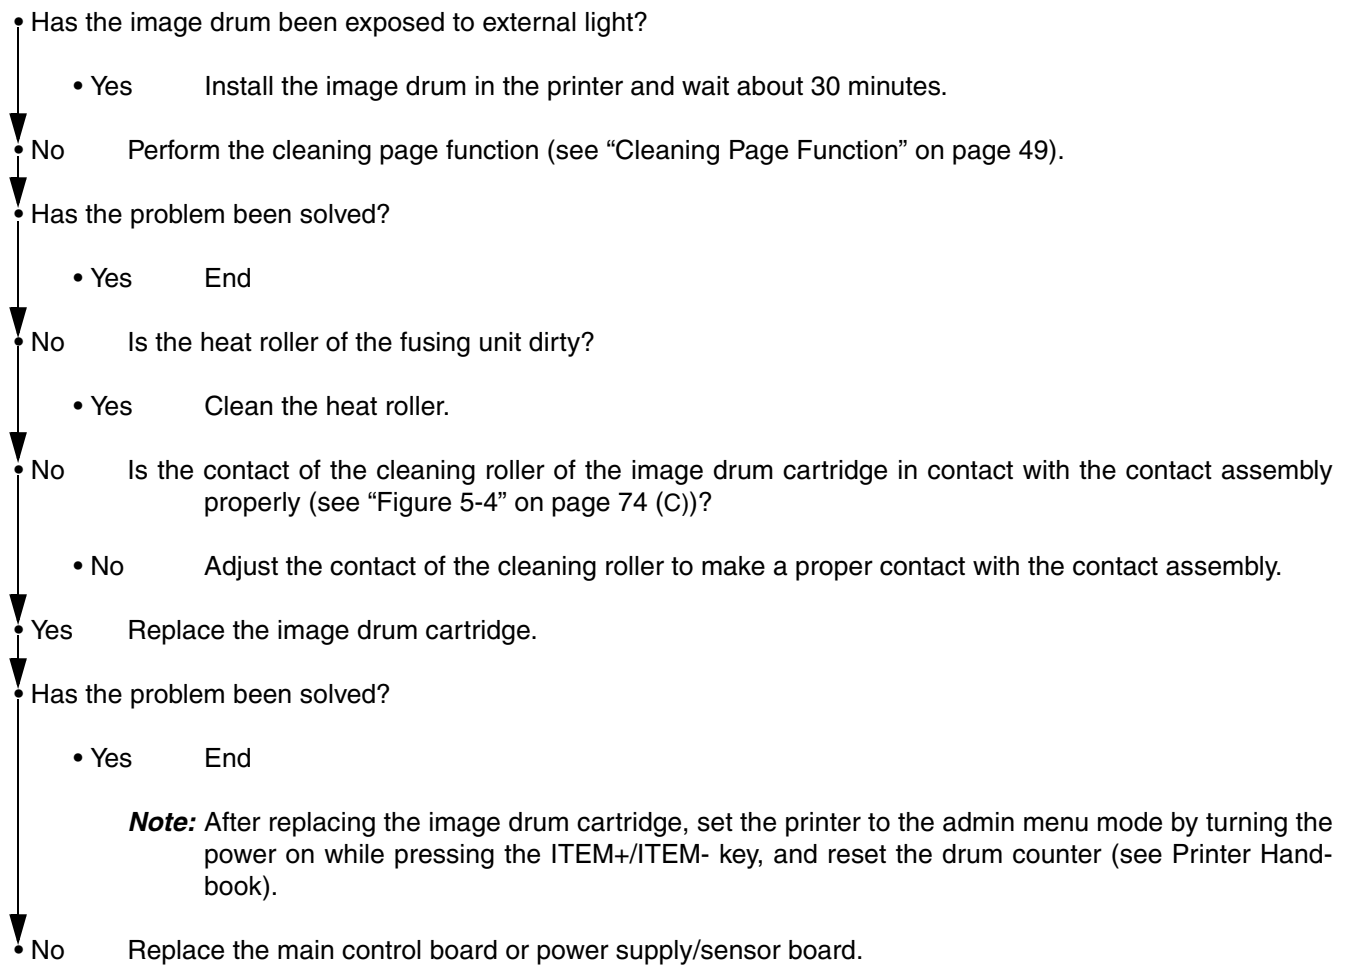 • Has the image drum been exposed to external light?
• Yes Install the image drum in the printer and wait about 30 minutes.
• No Perform the cleaning page function (see “Cleaning Page Function” on page 49).
• Has the problem been solved?
• Yes End
• No Is the heat roller of the fusing unit dirty?
• Yes Clean the heat roller.
• No Is the contact of the cleaning roller of the image drum cartridge in contact with the contact assembly
properly (see “Figure 5-4” on page 74 (C))?
• No Adjust the contact of the cleaning roller to make a proper contact with the contact assembly.
• Yes Replace the image drum cartridge.
• Has the problem been solved?
• Yes End
Note: After replacing the image drum cartridge, set the printer to the admin menu mode by turning the
power on while pressing the ITEM+/ITEM- key, and reset the drum counter (see Printer Hand-
book).
• No Replace the main control board or power supply/sensor board.